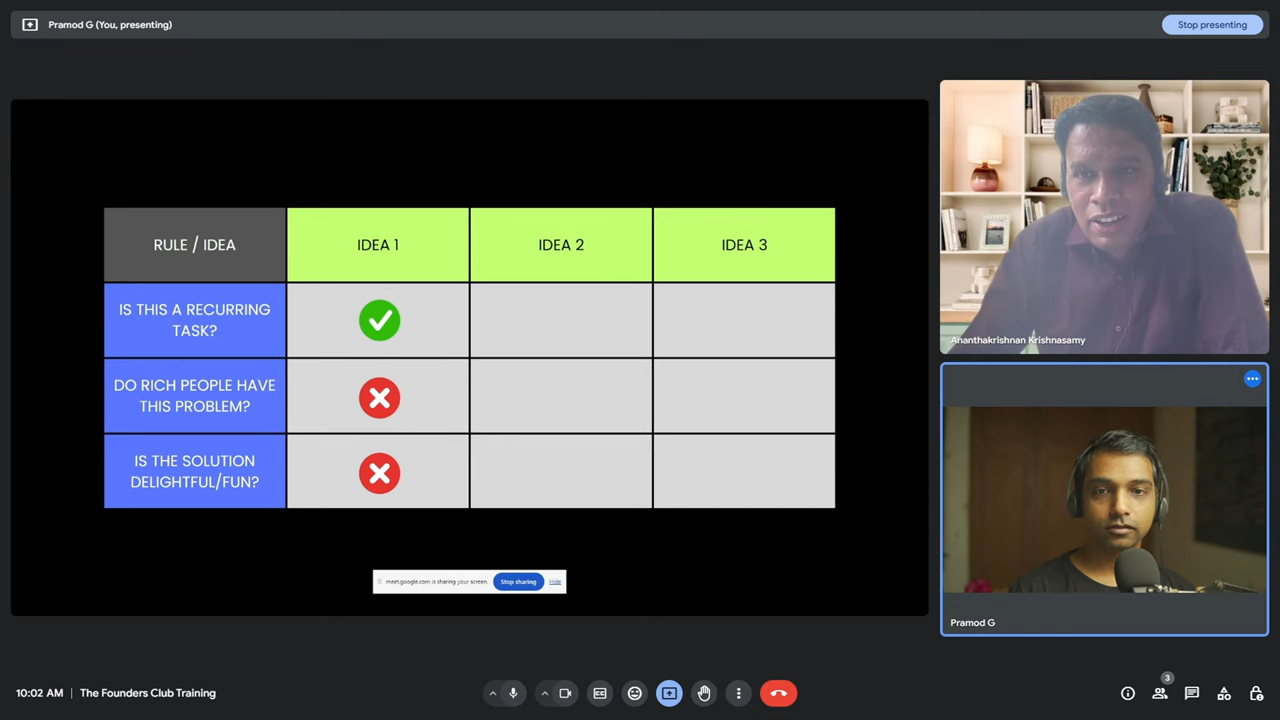 Pramod G (You, presenting)
Stop presenting
RULE / IDEA
IDEA 1
IDEA 2
IDEA 3
IS THIS A RECURRING
TASK?
DO RICH PEOPLE HAVE
THIS PROBLEM?
IS THE SOLUTION
DELIGHTFUL/FUN?
meet.google.com is sharing your screen.
Stop sharing
Hide
Ananthakrishnan Krishnasamy
Pramod G
10:02 AM | The Founders Club Training
3